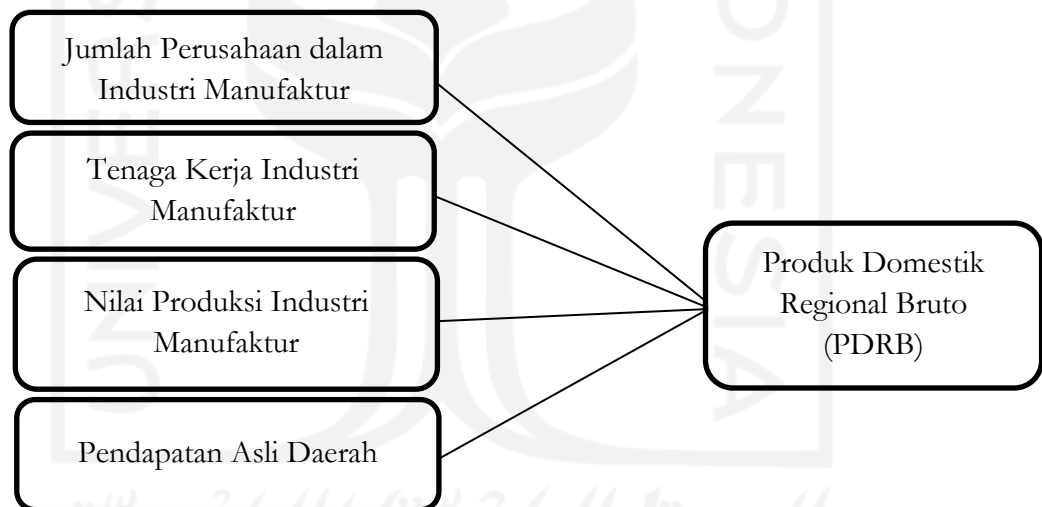 Jumlah Perusahaan dalam
Industri Manufaktur
Tenaga Kerja Industri
Manufaktur
Nilai Produksi Industri
Manufaktur
Pendapatan Asli Daerah
Produk Domestik
Regional Bruto
(PDRB)